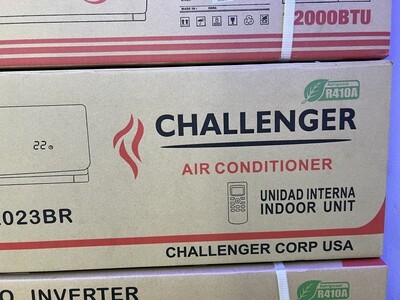 2000BTU
R410A
22
CHALLENGER
AIR CONDITIONER
UNIDAD INTERNA
INDOOR UNIT
023BR
CHALLENGER CORP USA
O INVERTER
R410A